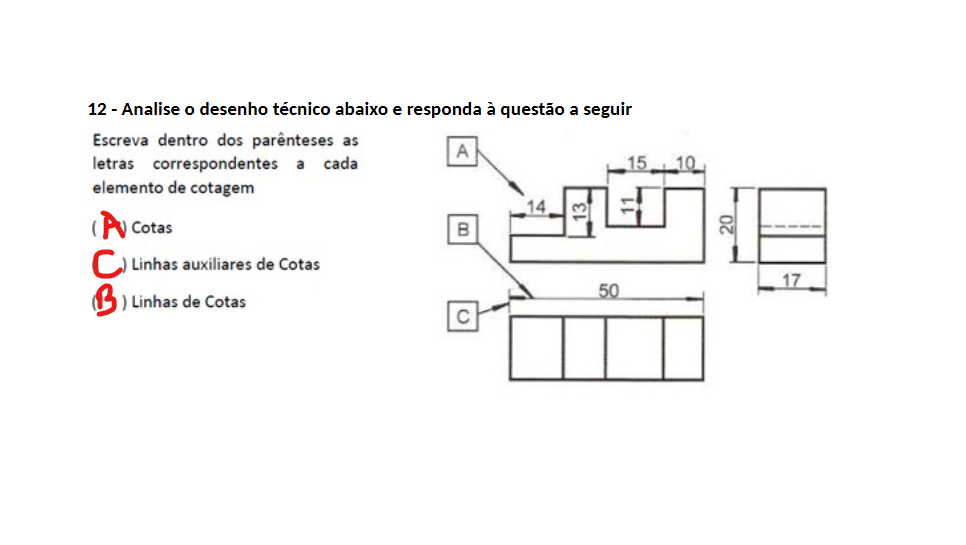 12 - Analise o desenho técnico abaixo e responda à questão a seguir
Escreva dentro dos parênteses as
letras correspondentes a cada
elemento de cotagem
(A) Cotas
(C) Linhas auxiliares de Cotas
(B) Linhas de Cotas
A
15 10
14
13
11
B
20
17
50
C